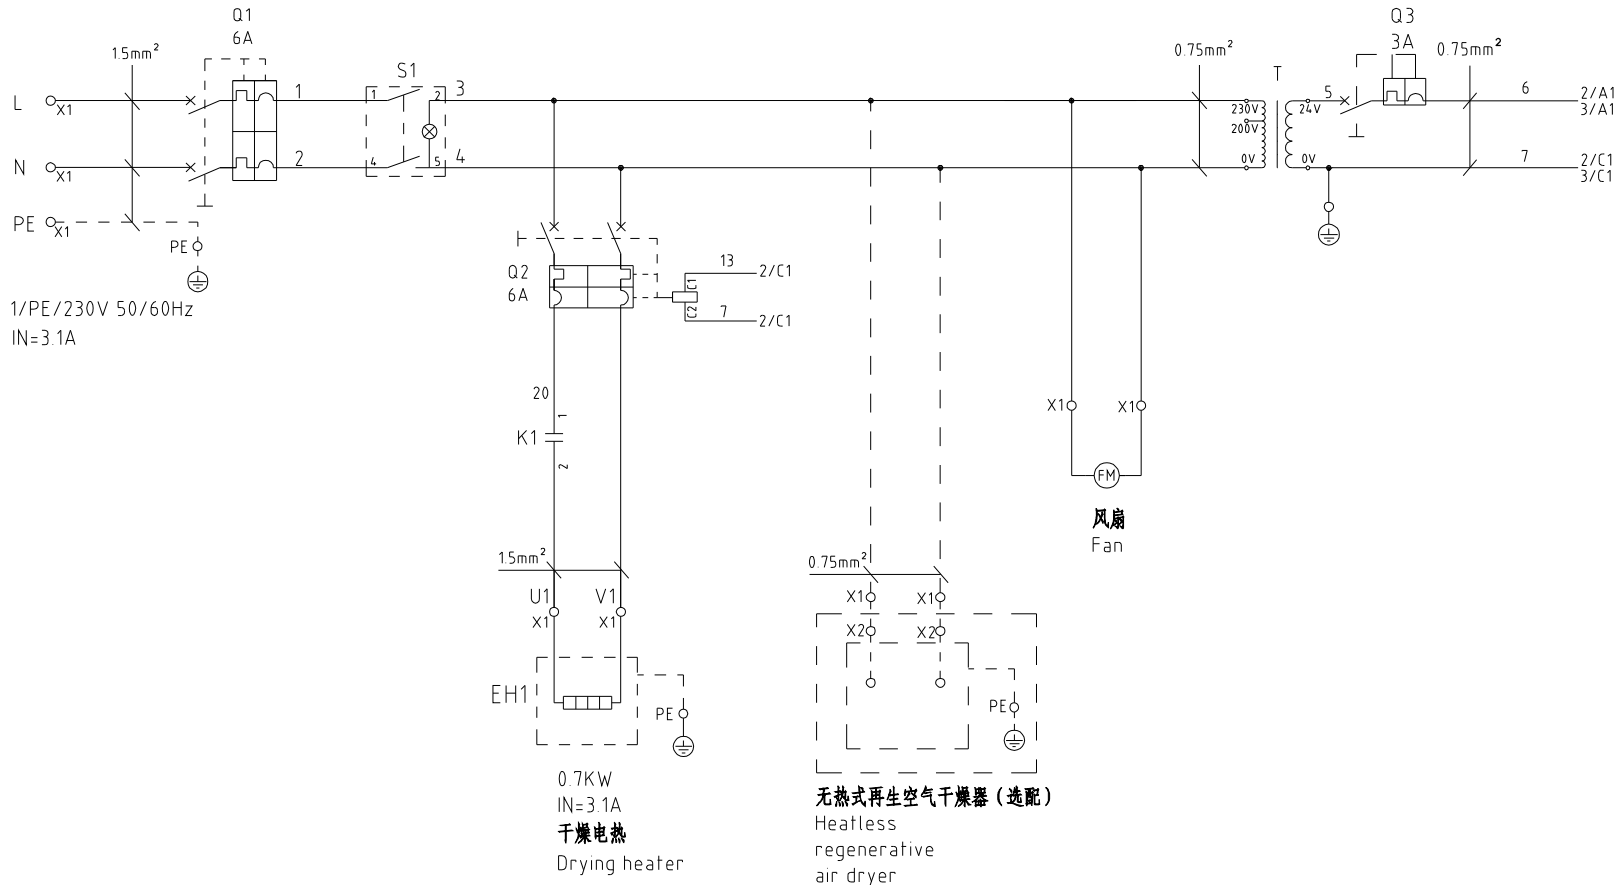 Q1
6A
1.5mm²
L
X1
N
X1
PE
X1
PE
1/PE/230V 50/60Hz
IN=3.1A
1
2
S1
1
2
4
5
3
4
Q2
6A
C1
C2
13
2/C1
7
2/C1
20
K1
1
2
1.5mm²
U1
V1
X1
X1
EH1
PE
0.7KW
IN=3.1A
干燥电热
Drying heater
0.75mm²
X1
X1
X2
X2
PE
无热式再生空气干燥器（选配）
Heatless
regenerative
air dryer
X1
X1
FM
风扇
Fan
0.75mm²
T
230V
200V
0V
24V
0V
5
Q3
3A
0.75mm²
6
2/A1
3/A1
7
2/C1
3/C1